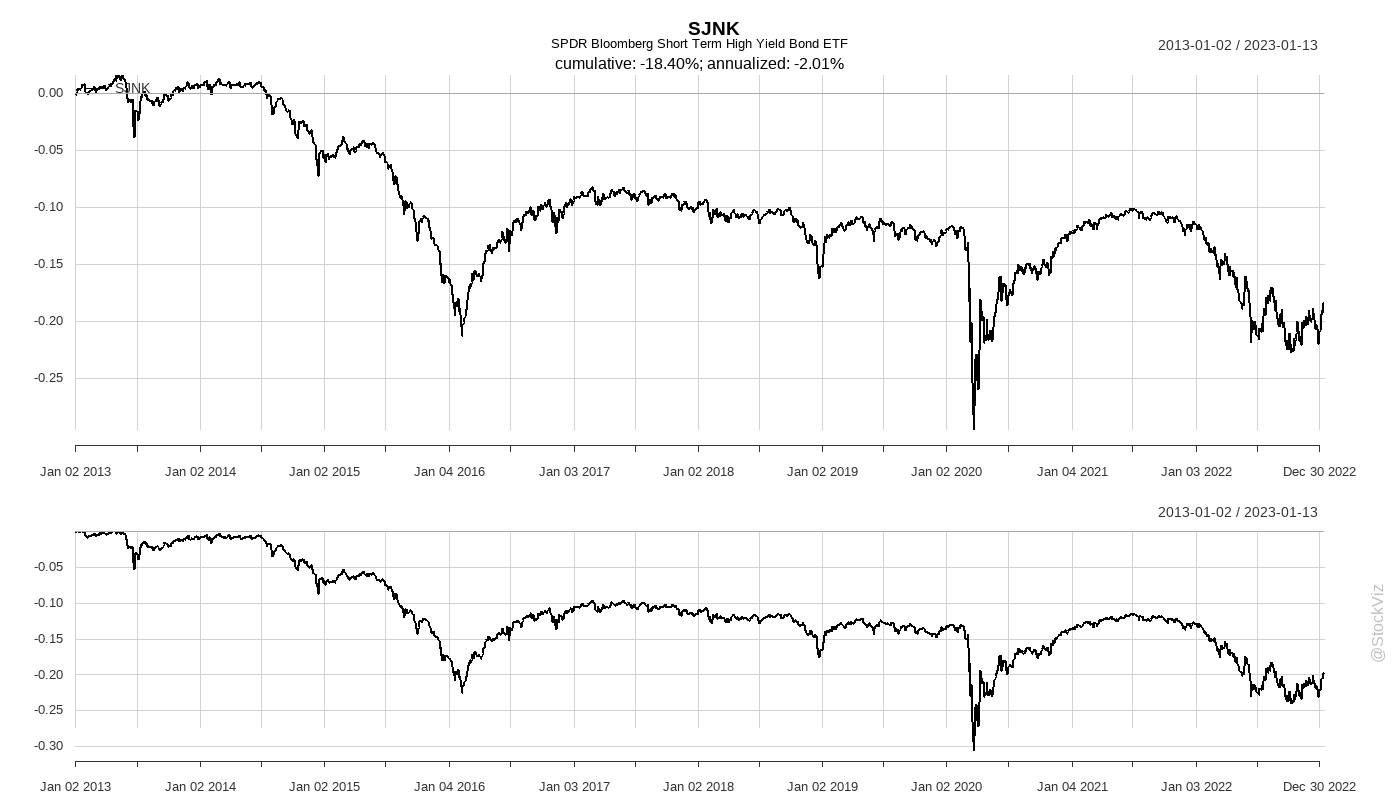 SJNK
SPDR Bloomberg Short Term High Yield Bond ETF
cumulative: -18.40%; annualized: -2.01%
2013-01-02 / 2023-01-13
SJNK
0.00
-0.05
-0.10
-0.15
-0.20
-0.25
Jan 02 2013 Jan 02 2014 Jan 02 2015 Jan 04 2016 Jan 03 2017 Jan 02 2018 Jan 02 2019 Jan 02 2020 Jan 04 2021 Jan 03 2022 Dec 30 2022
2013-01-02 / 2023-01-13
-0.05
-0.10
-0.15
-0.20
-0.25
-0.30
Jan 02 2013 Jan 02 2014 Jan 02 2015 Jan 04 2016 Jan 03 2017 Jan 02 2018 Jan 02 2019 Jan 02 2020 Jan 04 2021 Jan 03 2022 Dec 30 2022
@StockViz